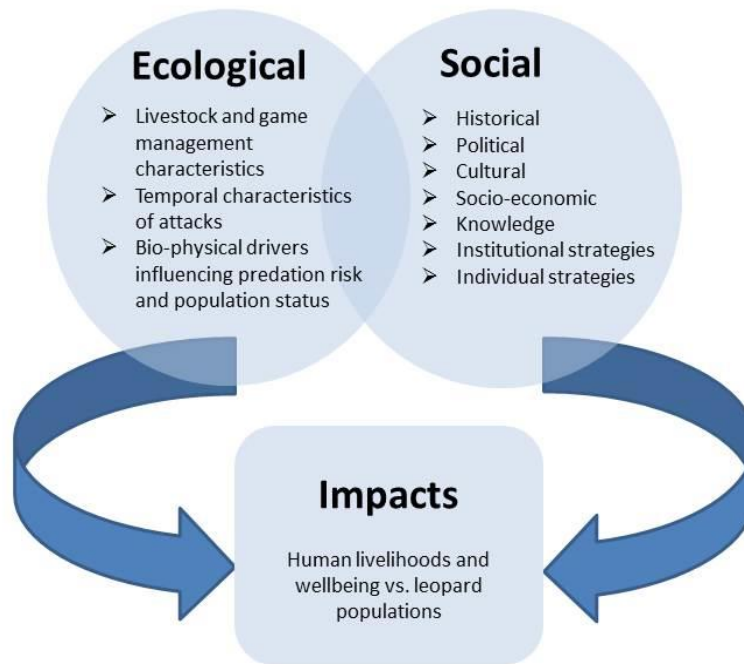 Ecological
➢ Livestock and game
management
characteristics
➢ Temporal characteristics
of attacks
➢ Bio-physical drivers
influencing predation risk
and population status
Social
➢ Historical
➢ Political
➢ Cultural
➢ Socio-economic
➢ Knowledge
➢ Institutional strategies
➢ Individual strategies
Impacts
Human livelihoods and
wellbeing vs. leopard
populations